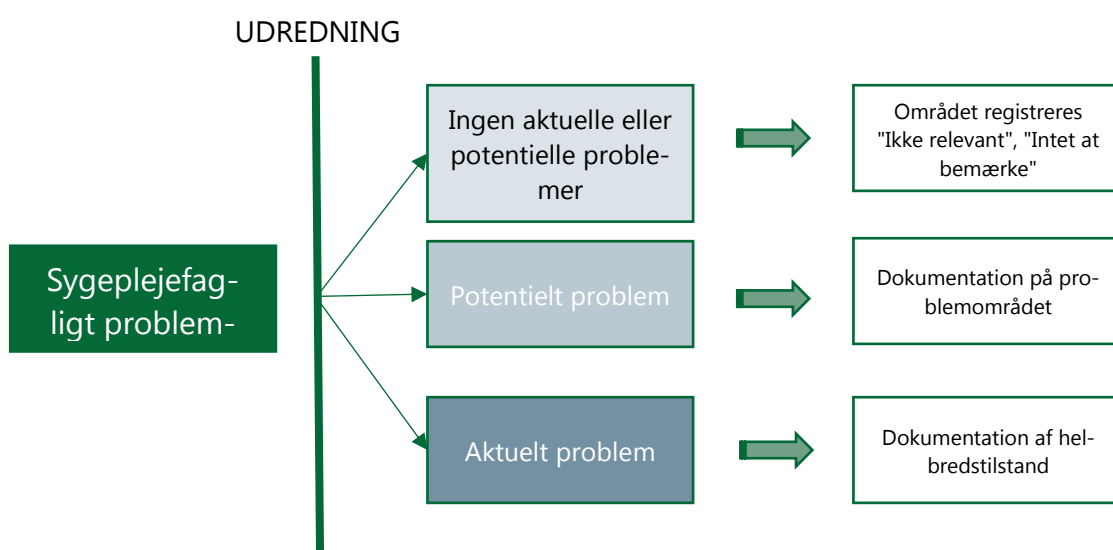 UDREDNING
Sygeplejefag-
ligt problem-
Ingen aktuelle eller
potentielle proble-
mer
Området registreres
"Ikke relevant", "Intet at
bemærke"
Potentielt problem
Dokumentation på pro-
blemområdet
Aktuelt problem
Dokumentation af hel-
bredstilstand